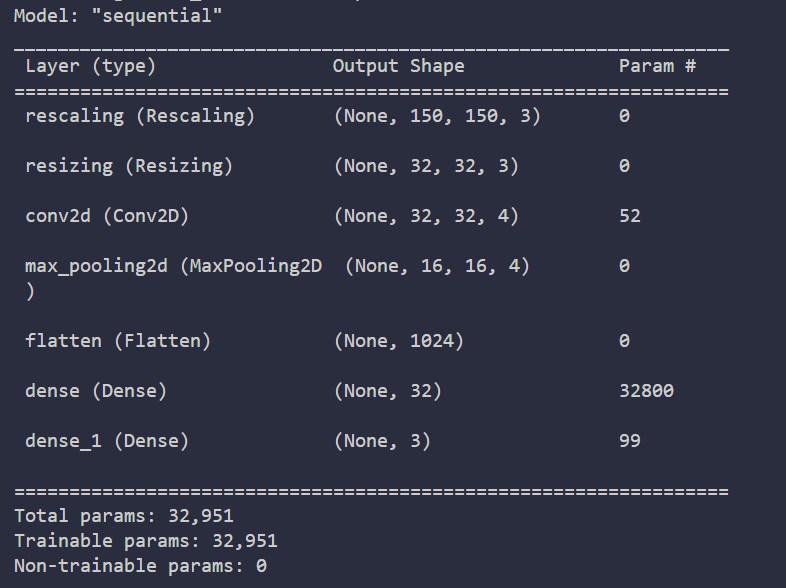 Model: "sequential"
_________________________________________________________________
Layer (type) Output Shape Param #
=================================================================
rescaling (Rescaling) (None, 150, 150, 3) 0
resizing (Resizing) (None, 32, 32, 3) 0
conv2d (Conv2D) (None, 32, 32, 4) 52
max_pooling2d (MaxPooling2D (None, 16, 16, 4) 0
)
flatten (Flatten) (None, 1024) 0
dense (Dense) (None, 32) 32800
dense_1 (Dense) (None, 3) 99
=================================================================
Total params: 32,951
Trainable params: 32,951
Non-trainable params: 0